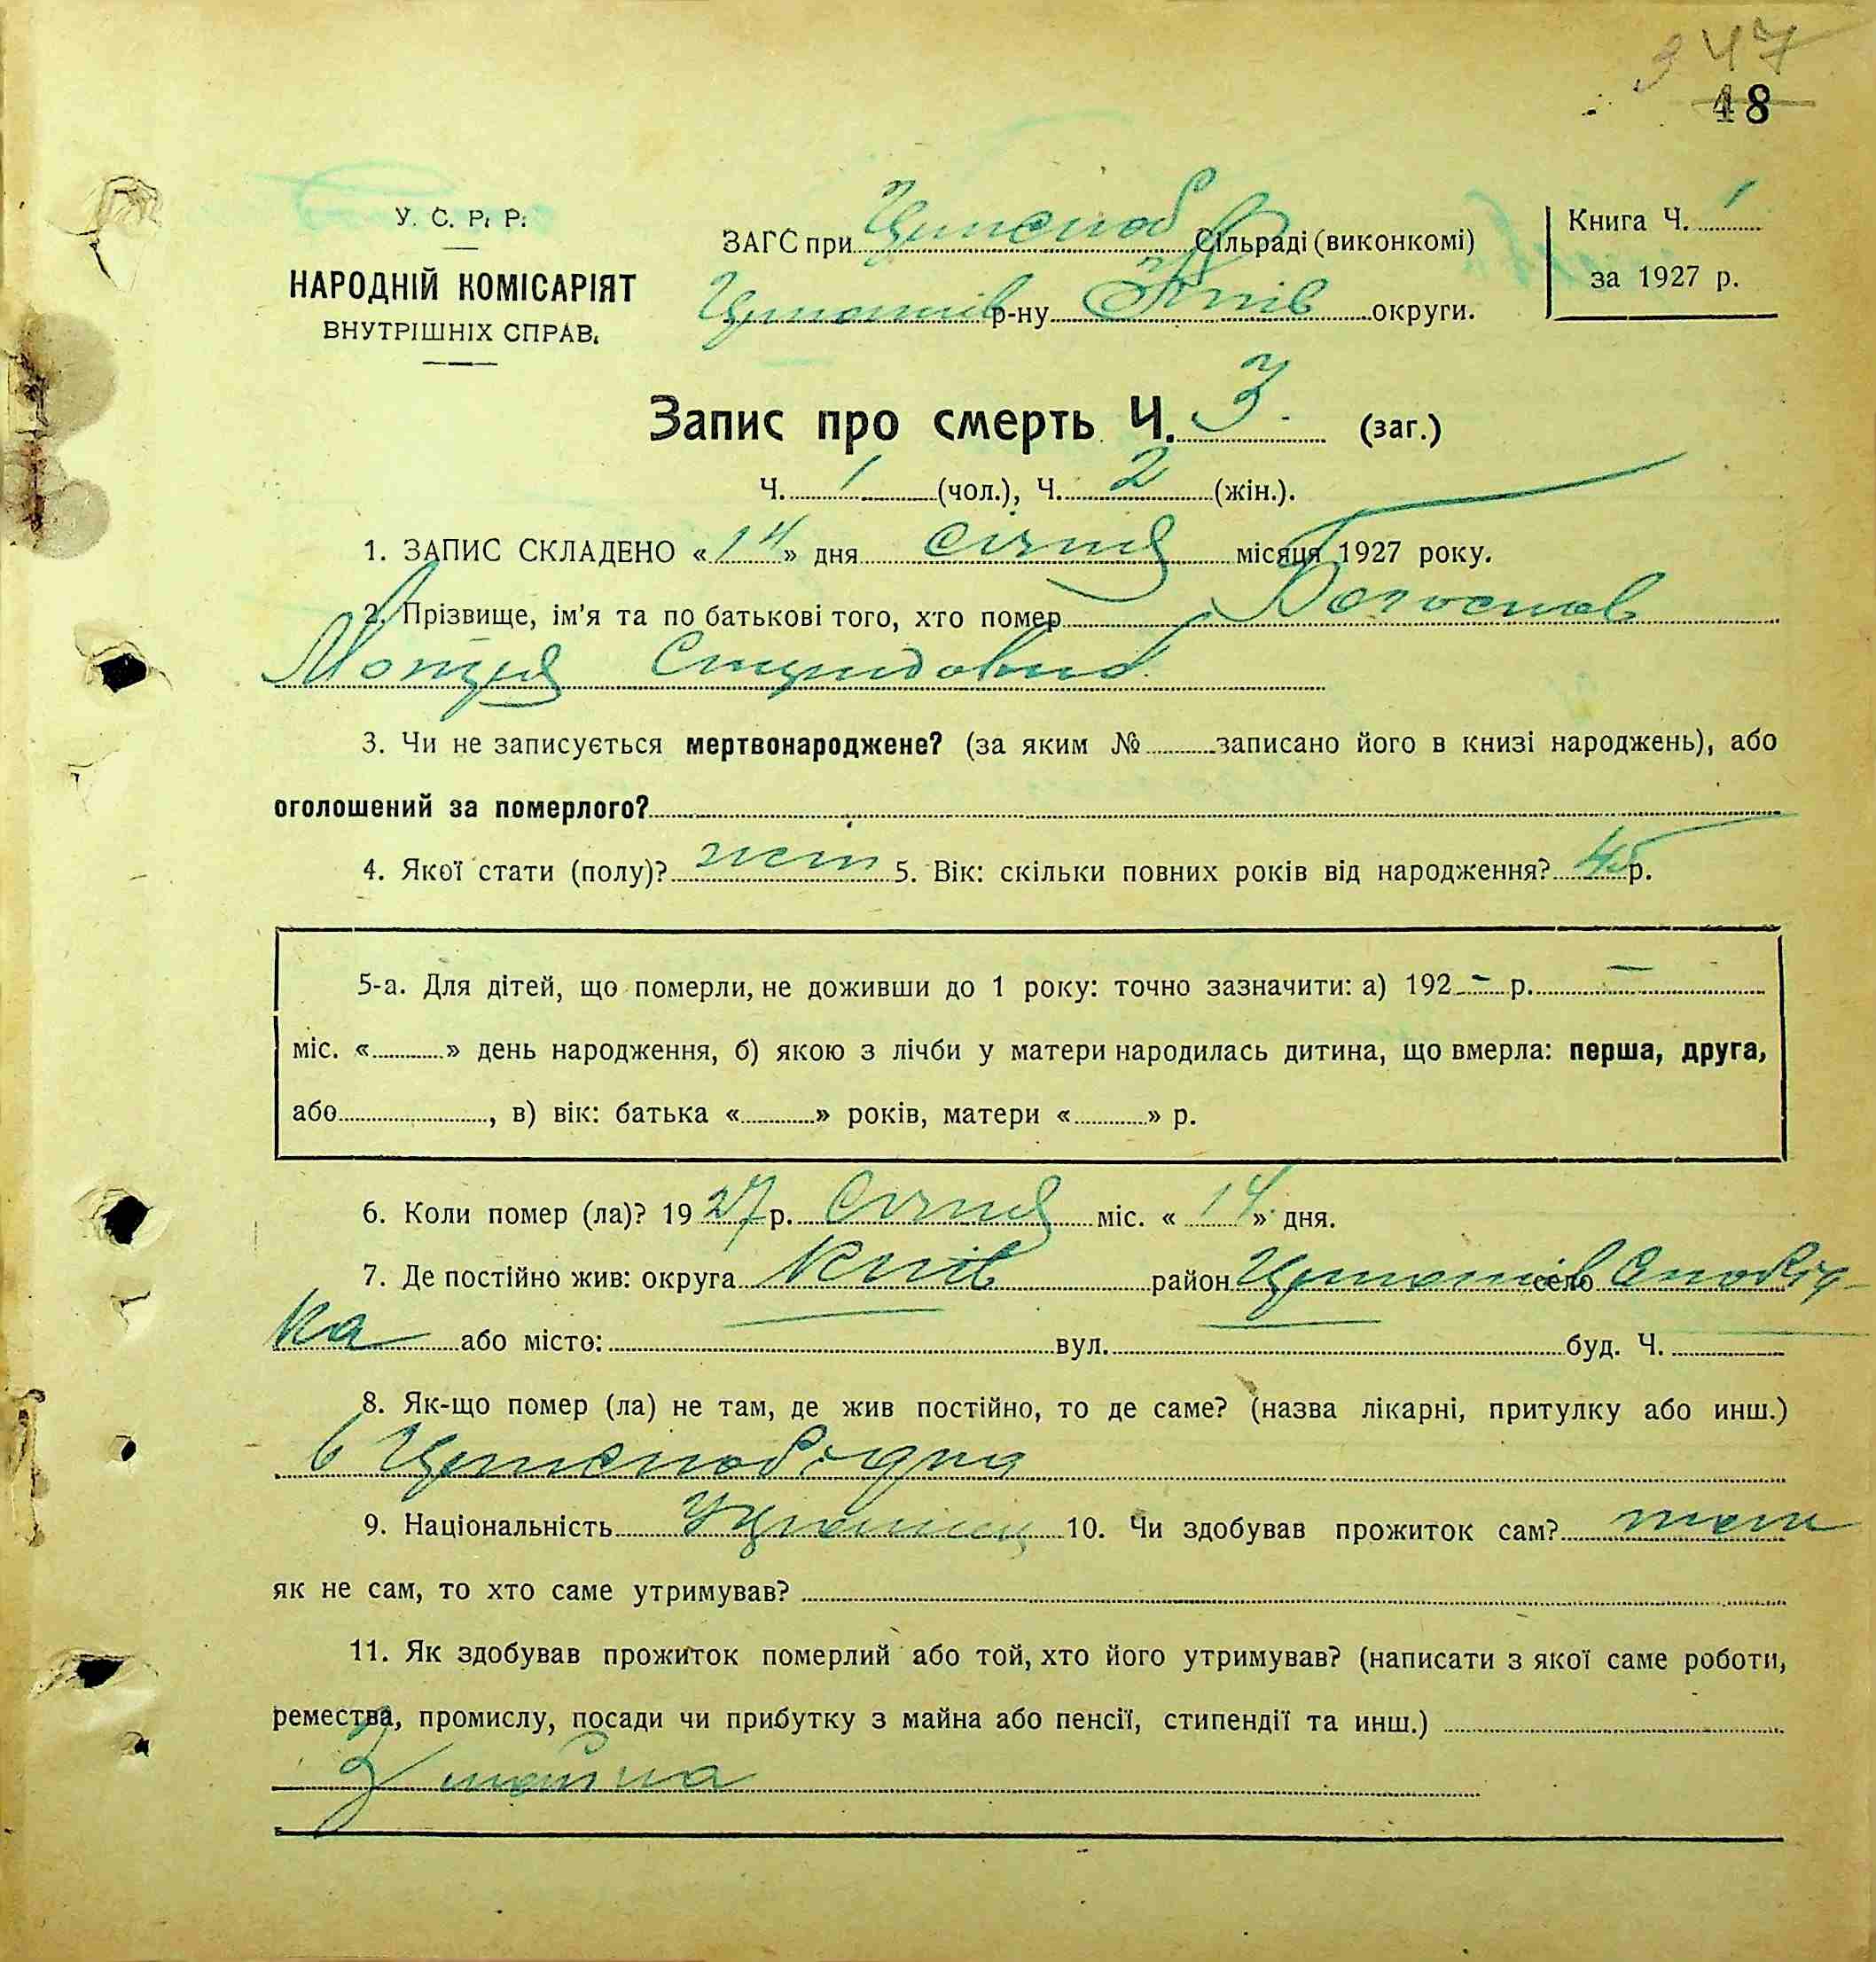 347
48
У. С. Р. Р.
НАРОДНІЙ КОМІСАРІЯТ
ВНУТРІШНІХ СПРАВ.
ЗАГС при Сільраді (виконкомі)
р-ну Київ округи.
Книга Ч. 1
за 1927 р.
Запис про смерть Ч. 3 (заг.)
Ч. 1 (чол.), Ч. 2 (жін.).
1. ЗАПИС СКЛАДЕНО «14» дня січня місяця 1927 року.
2. Прізвище, ім'я та по батькові того, хто помер
Мотря
3. Чи не записується мертвонароджене? (за яким № записано його в книзі народжень), або
оголошений за померлого?
4. Якої стати (полу)? жен 5. Вік: скільки повних років від народження? 45 р.
5-а. Для дітей, що померли, не доживши до 1 року: точно зазначити: а) 192 - р. —
міс. « » день народження, б) якою з лічби у матери народилась дитина, що вмерла: перша, друга,
або , в) вік: батька « » років, матери « » р.
6. Коли помер (ла)? 1927 р. Січня міс. «14» дня.
7. Де постійно жив: округа Київ район село
ка або місто: вул. буд. Ч.
8. Як-що помер (ла) не там, де жив постійно, то де саме? (назва лікарні, притулку або инш.)
в
9. Національність 10. Чи здобував прожиток сам?
як не сам, то хто саме утримував?
11. Як здобував прожиток померлий або той, хто його утримував? (написати з якої саме роботи,
ремества, промислу, посади чи прибутку з майна або пенсії, стипендії та инш.)
З майна